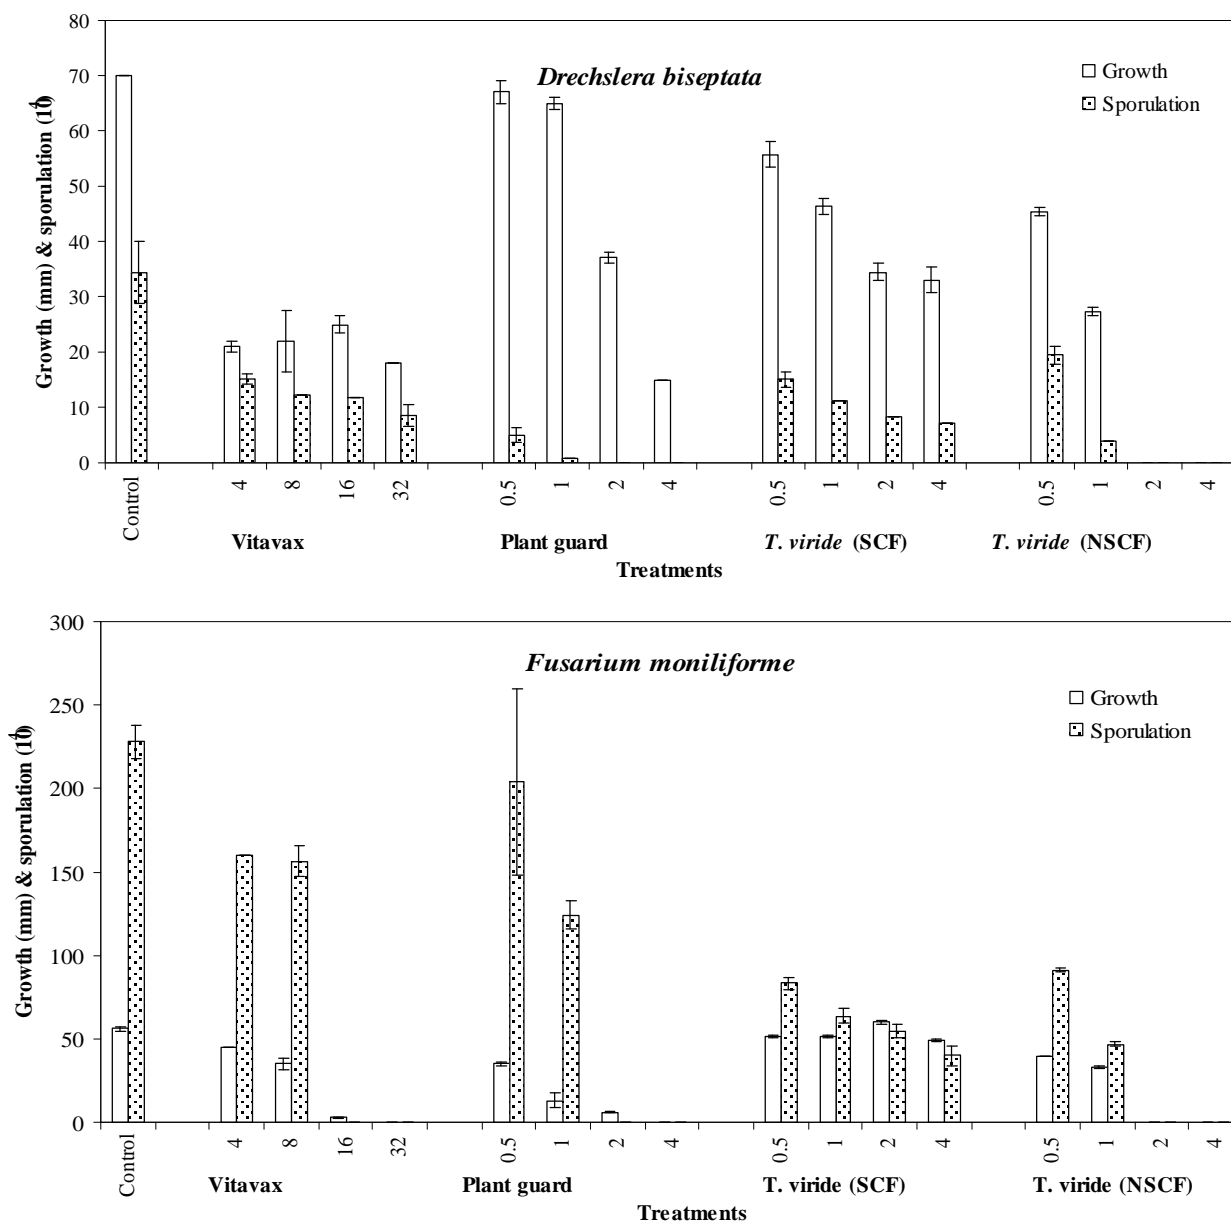 80
70
60
50
40
30
20
10
0
Growth (mm) & sporulation (10⁴)
Drechslera biseptata
Growth
Sporulation
Control 4 8 16 32 0.5 1 2 4 0.5 1 2 4 0.5 1 2 4
Vitavax Plant guard T. viride (SCF) T. viride (NSCF)
Treatments
300
250
200
150
100
50
0
Growth (mm) & sporulation (10⁴)
Fusarium moniliforme
Growth
Sporulation
Control 4 8 16 32 0.5 1 2 4 0.5 1 2 4 0.5 1 2 4
Vitavax Plant guard T. viride (SCF) T. viride (NSCF)
Treatments